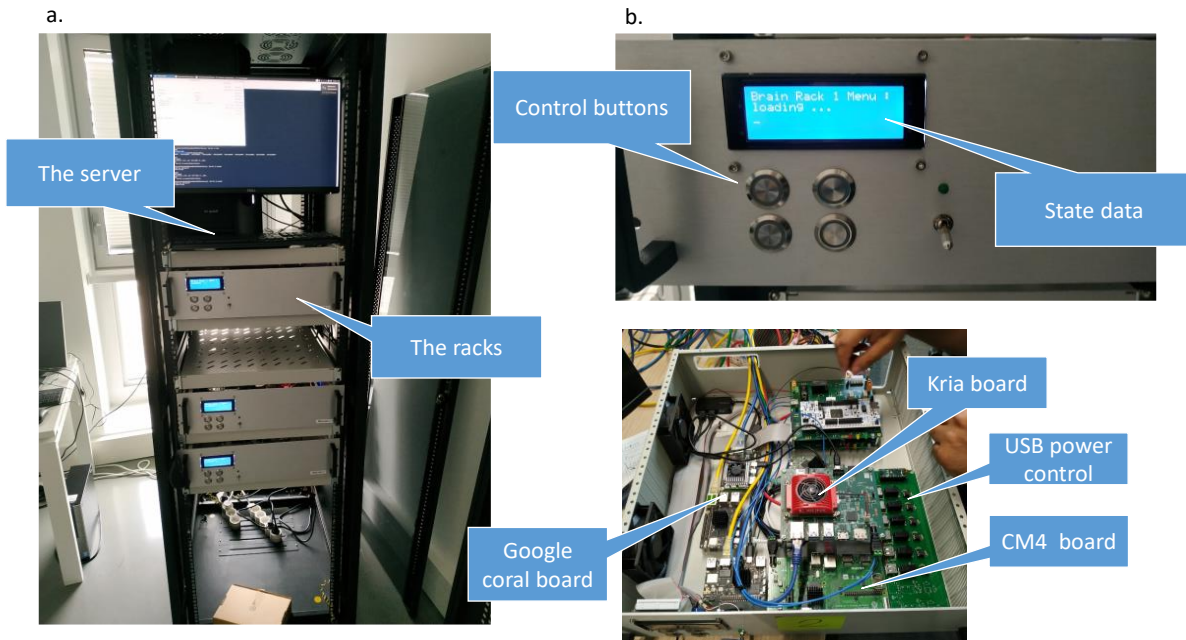 a.
The server
The racks
b.
Control buttons
Brain Rack 1 Menu :
loading ...
State data
Kria board
USB power
control
CM4 board
Google
coral board
2